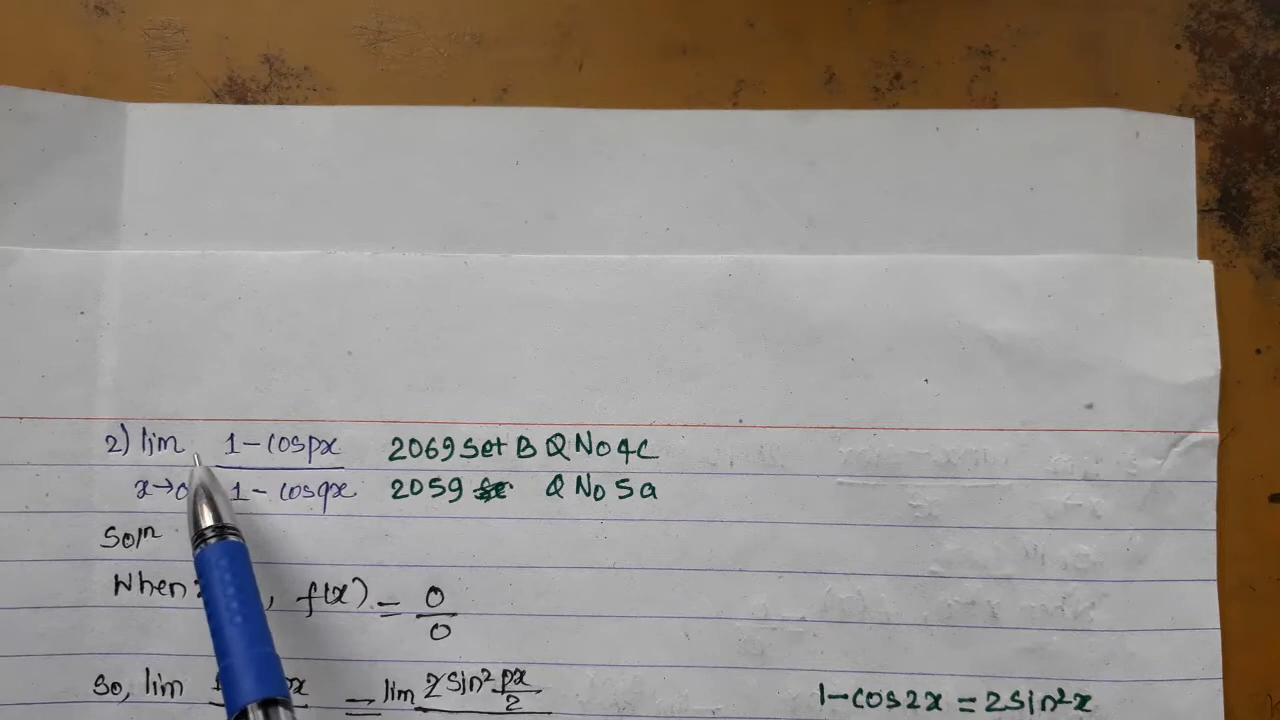 2) lim 1-cospx 2069 Set B Q No 4c
x→0 1-cosqx 2059 Q No 5a
Soln
When , f(x) = 0
0
So, lim = lim 2sin² px
2
1-cos2x = 2sin²x